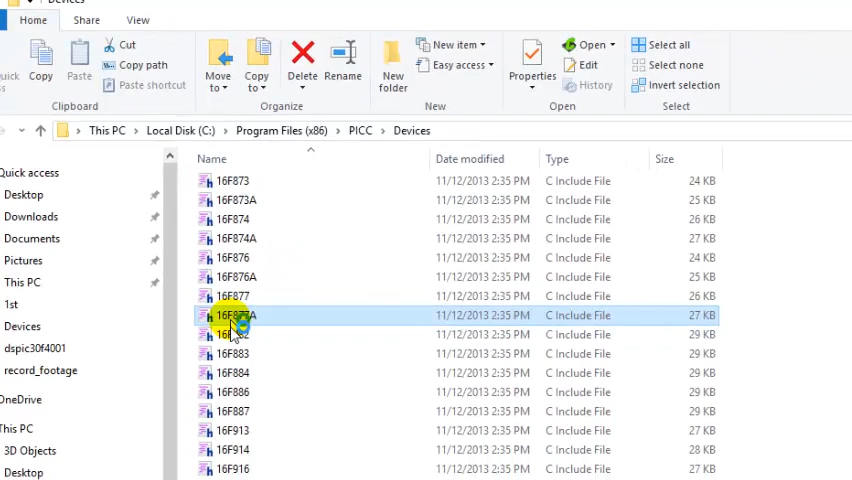 Devices
Home Share View
Cut
Copy path
Paste shortcut
Quick
ess
Copy
Paste
Move to
Copy to
Delete
Rename
New folder
New item
Easy access
Properties
Open
Edit
History
Select all
Select none
Invert selection
Clipboard Organize New Open Select
This PC Local Disk (C:) Program Files (x86) PICC Devices
Name Date modified Type Size
Quick access
Desktop
Downloads
Documents
Pictures
This PC
1st
Devices
dspic30f4001
record_footage
OneDrive
This PC
3D Objects
Desktop
16F873 11/12/2013 2:35 PM C Include File 24 KB
16F873A 11/12/2013 2:35 PM C Include File 25 KB
16F874 11/12/2013 2:35 PM C Include File 26 KB
16F874A 11/12/2013 2:35 PM C Include File 27 KB
16F876 11/12/2013 2:35 PM C Include File 24 KB
16F876A 11/12/2013 2:35 PM C Include File 25 KB
16F877 11/12/2013 2:35 PM C Include File 26 KB
16F877A 11/12/2013 2:35 PM C Include File 27 KB
11/12/2013 2:35 PM C Include File 29 KB
16F883 11/12/2013 2:35 PM C Include File 29 KB
16F884 11/12/2013 2:35 PM C Include File 29 KB
16F886 11/12/2013 2:35 PM C Include File 29 KB
16F887 11/12/2013 2:35 PM C Include File 29 KB
16F913 11/12/2013 2:35 PM C Include File 27 KB
16F914 11/12/2013 2:35 PM C Include File 28 KB
16F916 11/12/2013 2:35 PM C Include File 27 KB